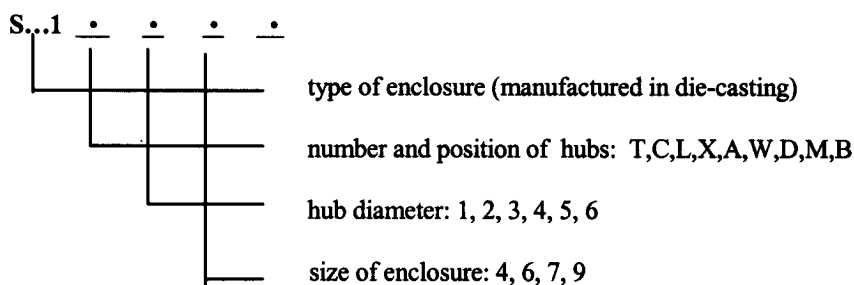 S...1 • • • •
type of enclosure (manufactured in die-casting)
number and position of hubs: T,C,L,X,A,W,D,M,B
hub diameter: 1, 2, 3, 4, 5, 6
size of enclosure: 4, 6, 7, 9